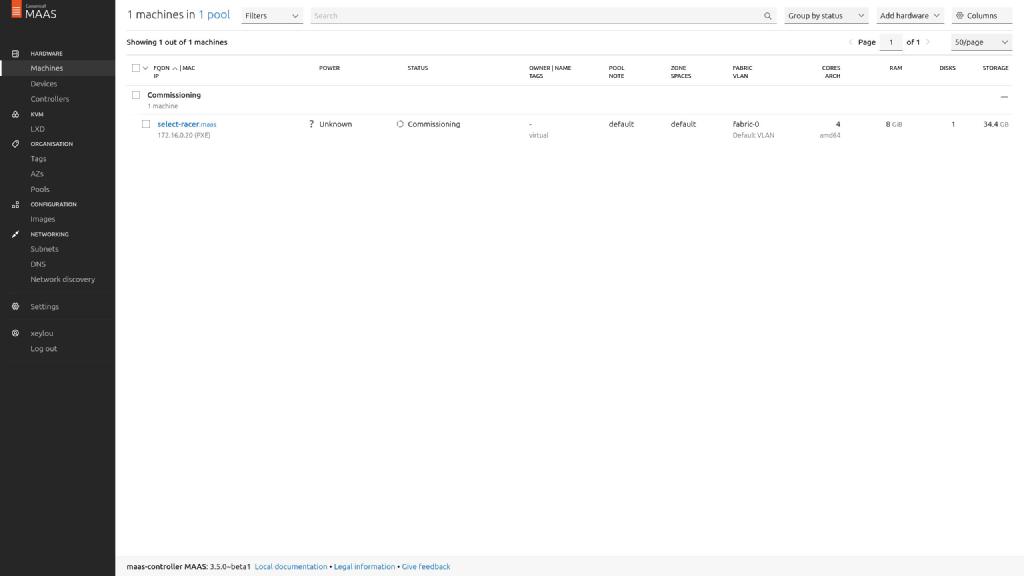 Canonical
MAAS
1 machines in 1 pool
Filters
Search
Group by status
Add hardware
Columns
Showing 1 out of 1 machines
Page 1 of 1
50/page
FQDN | MAC
IP
POWER
STATUS
OWNER | NAME
TAGS
POOL
NOTE
ZONE
SPACES
FABRIC
VLAN
CORES
ARCH
RAM
DISKS
STORAGE
Commissioning
1 machine
select-racer.maas
172.16.0.20 (PXE)
? Unknown
Commissioning
-
virtual
default
default
fabric-0
Default VLAN
4
amd64
8 GiB
1
34.4 GB
HARDWARE
Machines
Devices
Controllers
KVM
LXD
ORGANISATION
Tags
AZs
Pools
CONFIGURATION
Images
NETWORKING
Subnets
DNS
Network discovery
Settings
xeylou
Log out
maas-controller MAAS: 3.5.0~beta1 Local documentation • Legal information • Give feedback